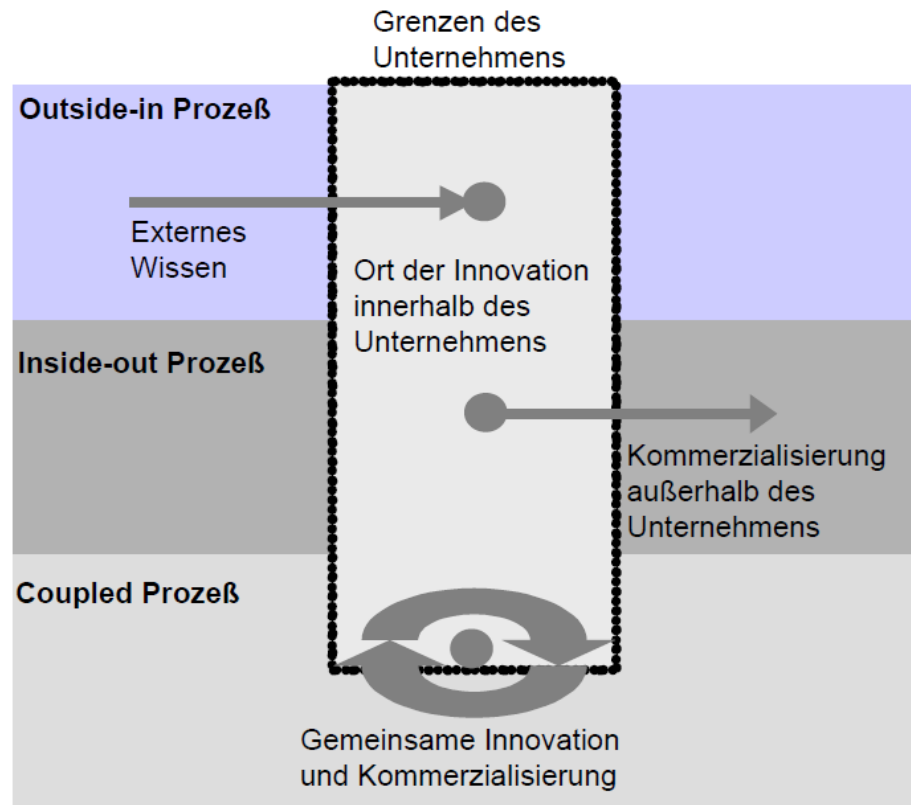 Grenzen des
Unternehmens
Outside-in Prozeß
Externes
Wissen
Ort der Innovation
innerhalb des
Unternehmens
Inside-out Prozeß
Kommerzialisierung
außerhalb des
Unternehmens
Coupled Prozeß
Gemeinsame Innovation
und Kommerzialisierung